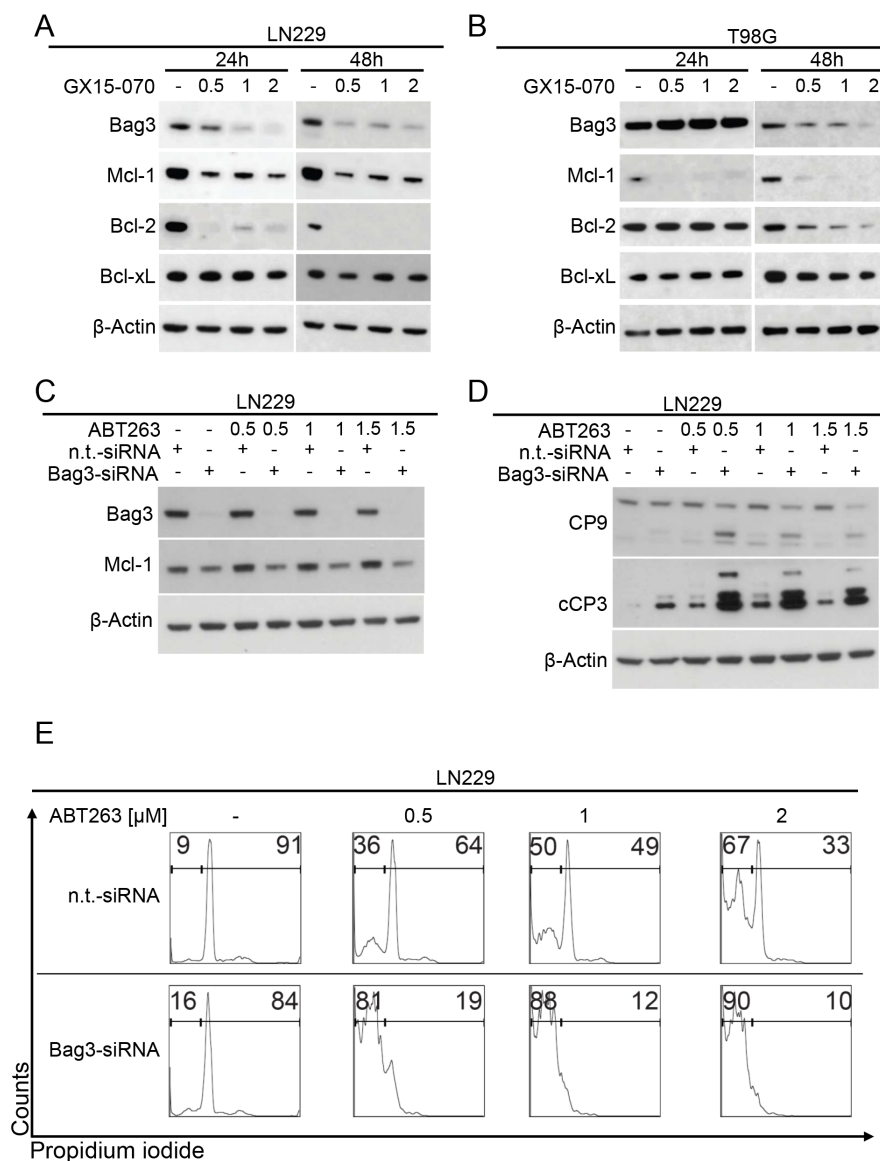 A
LN229
24h 48h
GX15-070 - 0.5 1 2 - 0.5 1 2
Bag3
Mcl-1
Bcl-2
Bcl-xL
β-Actin
B
T98G
24h 48h
GX15-070 - 0.5 1 2 - 0.5 1 2
Bag3
Mcl-1
Bcl-2
Bcl-xL
β-Actin
C
LN229
ABT263 - - 0.5 0.5 1 1 1.5 1.5
n.t.-siRNA + - + - + - + -
Bag3-siRNA - + - + - + - +
Bag3
Mcl-1
β-Actin
D
LN229
ABT263 - - 0.5 0.5 1 1 1.5 1.5
n.t.-siRNA + - + - + - + -
Bag3-siRNA - + - + - + - +
CP9
cCP3
β-Actin
E
LN229
ABT263 [µM] - 0.5 1 2
n.t.-siRNA
9 91 36 64 50 49 67 33
Bag3-siRNA
16 84 81 19 88 12 90 10
Counts
Propidium iodide